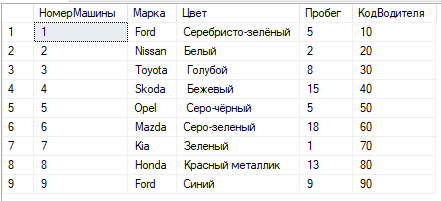 НомерМашины Марка Цвет Пробег КодВодителя
1 1 Ford Серебристо-зелёный 5 10
2 2 Nissan Белый 2 20
3 3 Toyota Голубой 8 30
4 4 Skoda Бежевый 15 40
5 5 Opel Серо-чёрный 5 50
6 6 Mazda Серо-зеленый 18 60
7 7 Kia Зеленый 1 70
8 8 Honda Красный металлик 13 80
9 9 Ford Синий 9 90